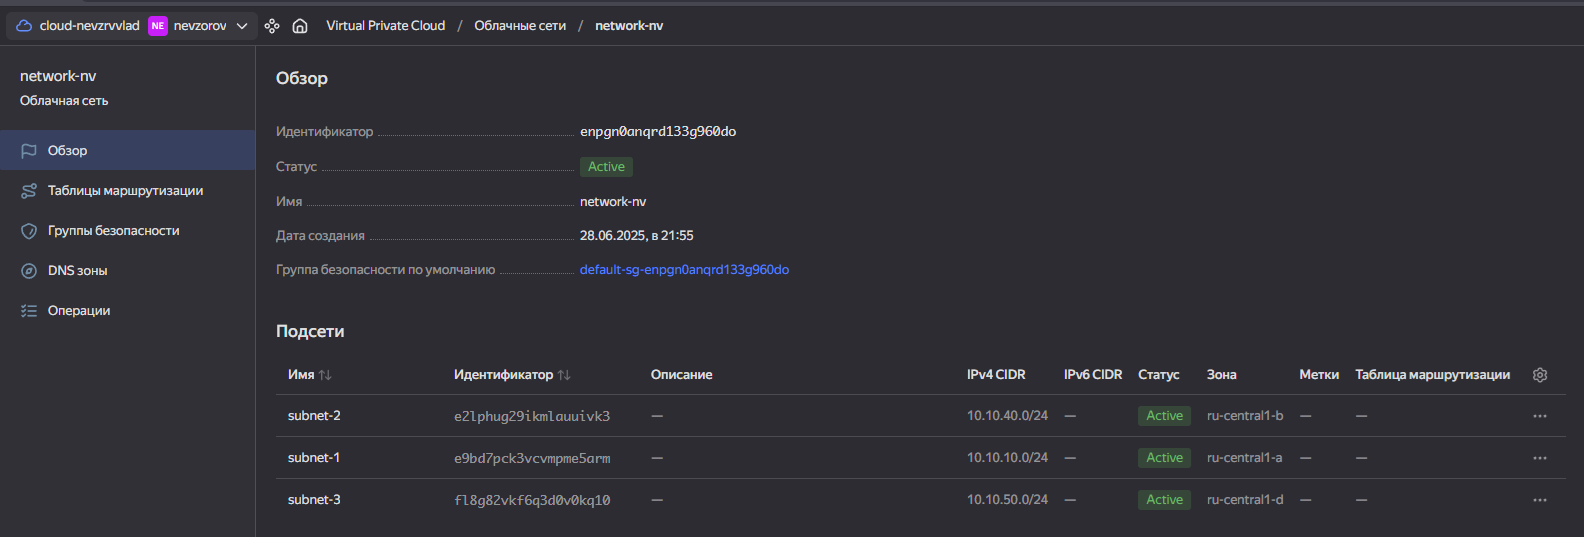 cloud-nevzrvvlad NE nevzorov Virtual Private Cloud / Облачные сети / network-nv
network-nv
Облачная сеть
Обзор
Таблицы маршрутизации
Группы безопасности
DNS зоны
Операции
Обзор
Идентификатор enpgn0anqrd133g960do
Статус Active
Имя network-nv
Дата создания 28.06.2025, в 21:55
Группа безопасности по умолчанию default-sg-enpgn0anqrd133g960do
Подсети
Имя Идентификатор Описание IPv4 CIDR IPv6 CIDR Статус Зона Метки Таблица маршрутизации
subnet-2 e2lphug29ikmlauuivk3 — 10.10.40.0/24 — Active ru-central1-b — —
subnet-1 e9bd7pck3vcvmpme5arm — 10.10.10.0/24 — Active ru-central1-a — —
subnet-3 fl8g82vkf6q3d0v0kq10 — 10.10.50.0/24 — Active ru-central1-d — —